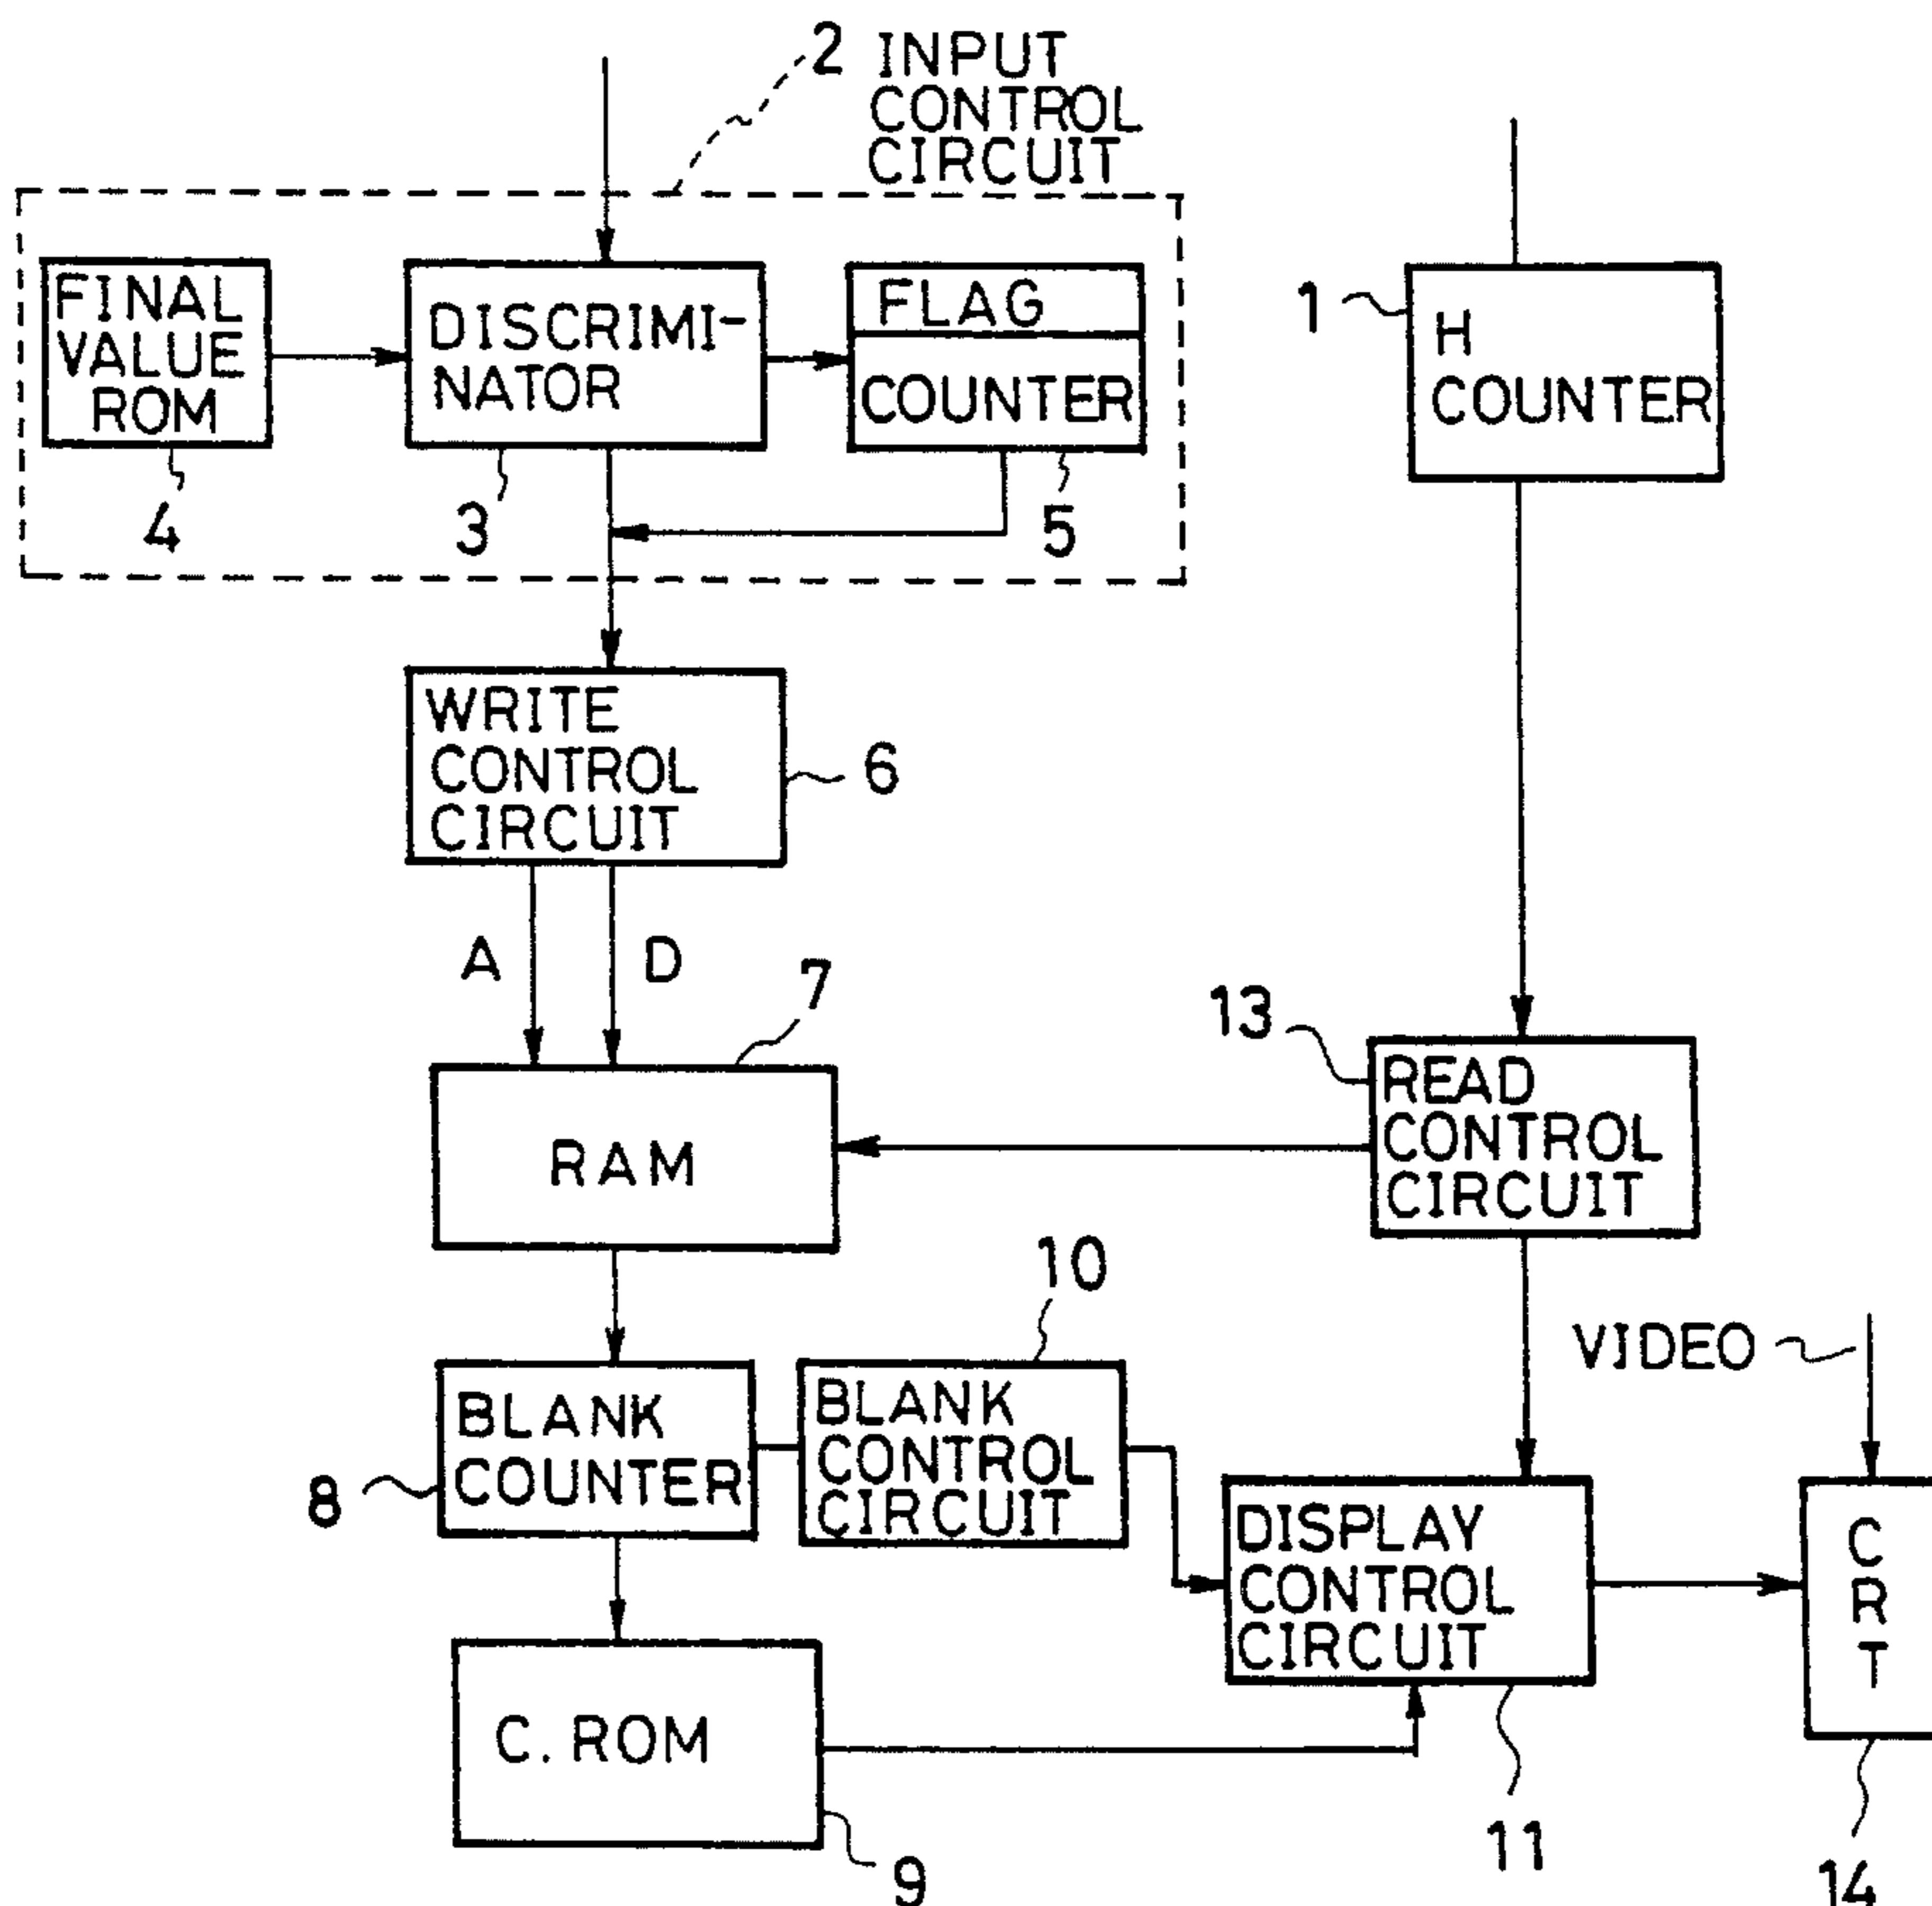 2 INPUT
CONTROL
CIRCUIT
FINAL
VALUE
ROM
4
DISCRIMI-
NATOR
3
FLAG
COUNTER
5
1
H
COUNTER
WRITE
CONTROL
CIRCUIT
6
A
D
7
RAM
13
READ
CONTROL
CIRCUIT
10
BLANK
COUNTER
8
BLANK
CONTROL
CIRCUIT
VIDEO
DISPLAY
CONTROL
CIRCUIT
11
C
R
T
14
C. ROM
9